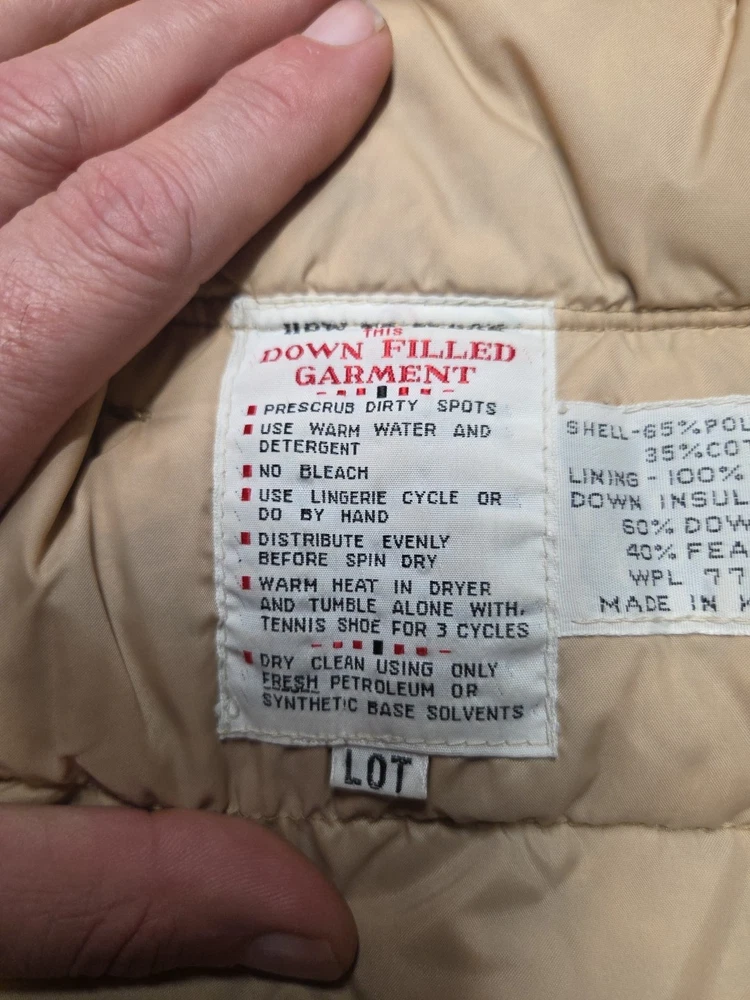 THIS
DOWN FILLED
GARMENT
PRESCRUB DIRTY SPOTS
USE WARM WATER AND
DETERGENT
NO BLEACH
USE LINGERIE CYCLE OR
DO BY HAND
DISTRIBUTE EVENLY
BEFORE SPIN DRY
WARM HEAT IN DRYER
AND TUMBLE ALONE WITH,
TENNIS SHOE FOR 3 CYCLES
DRY CLEAN USING ONLY
FRESH PETROLEUM OR
SYNTHETIC BASE SOLVENTS
LOT
SHELL-65% POL
35% CO
LINING - 100%
DOWN INSUL
60% DOW
40% FEA
WPL 77
MADE IN